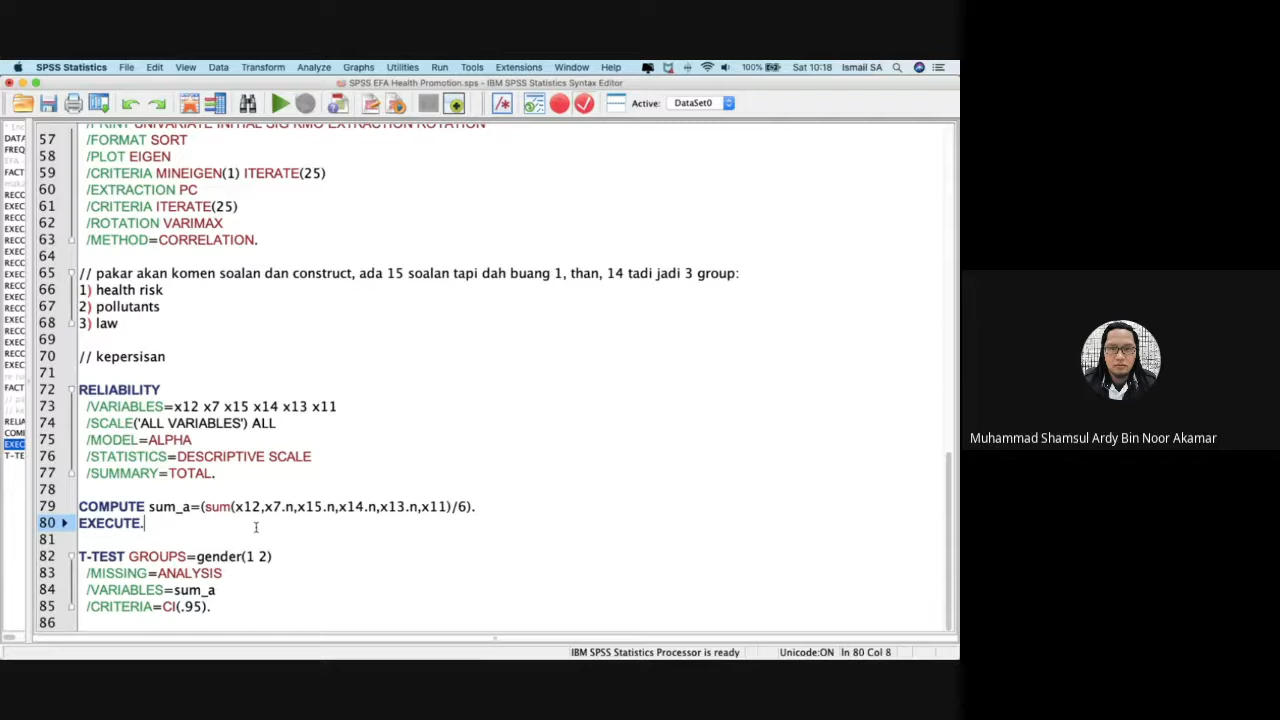 SPSS Statistics File Edit View Data Transform Analyze Graphs Utilities Run Tools Extensions Window Help 100% Sat 10:18 Ismail SA
SPSS EFA Health Promotion.sps - IBM SPSS Statistics Syntax Editor
Active: DataSet0
/PRINT UNIVARIATE INITIAL SIG KMO EXTRACTION ROTATION
57 /FORMAT SORT
58 /PLOT EIGEN
59 /CRITERIA MINEIGEN(1) ITERATE(25)
60 /EXTRACTION PC
61 /CRITERIA ITERATE(25)
62 /ROTATION VARIMAX
63 /METHOD=CORRELATION.
64
65 // pakar akan komen soalan dan construct, ada 15 soalan tapi dah buang 1, than, 14 tadi jadi 3 group:
66 1) health risk
67 2) pollutants
68 3) law
69
70 // kepersisan
71
72 RELIABILITY
73 /VARIABLES=x12 x7 x15 x14 x13 x11
74 /SCALE('ALL VARIABLES') ALL
75 /MODEL=ALPHA
76 /STATISTICS=DESCRIPTIVE SCALE
77 /SUMMARY=TOTAL.
78
79 COMPUTE sum_a=(sum(x12,x7.n,x15.n,x14.n,x13.n,x11)/6).
80 EXECUTE.
81
82 T-TEST GROUPS=gender(1 2)
83 /MISSING=ANALYSIS
84 /VARIABLES=sum_a
85 /CRITERIA=CI(.95).
86
IBM SPSS Statistics Processor is ready Unicode:ON In 80 Col 8
Muhammad Shamsul Ardy Bin Noor Akamar